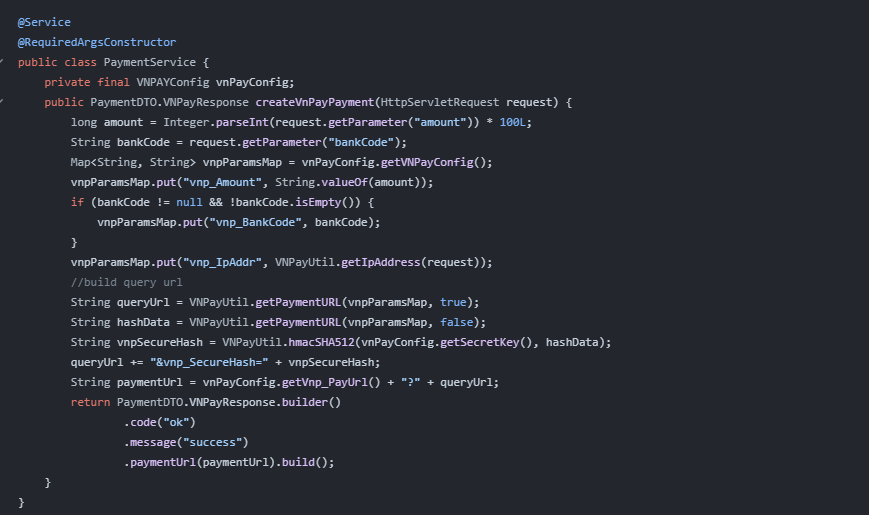 @Service
@RequiredArgsConstructor
public class PaymentService {
    private final VNPAYConfig vnPayConfig;
    public PaymentDTO.VNPayResponse createVnPayPayment(HttpServletRequest request) {
        long amount = Integer.parseInt(request.getParameter("amount")) * 100L;
        String bankCode = request.getParameter("bankCode");
        Map<String, String> vnpParamsMap = vnPayConfig.getVNPayConfig();
        vnpParamsMap.put("vnp_Amount", String.valueOf(amount));
        if (bankCode != null && !bankCode.isEmpty()) {
            vnpParamsMap.put("vnp_BankCode", bankCode);
        }
        vnpParamsMap.put("vnp_IpAddr", VNPayUtil.getIpAddress(request));
        //build query url
        String queryUrl = VNPayUtil.getPaymentURL(vnpParamsMap, true);
        String hashData = VNPayUtil.getPaymentURL(vnpParamsMap, false);
        String vnpSecureHash = VNPayUtil.hmacSHA512(vnPayConfig.getSecretKey(), hashData);
        queryUrl += "&vnp_SecureHash=" + vnpSecureHash;
        String paymentUrl = vnPayConfig.getVnp_PayUrl() + "?" + queryUrl;
        return PaymentDTO.VNPayResponse.builder()
                .code("ok")
                .message("success")
                .paymentUrl(paymentUrl).build();
    }
}